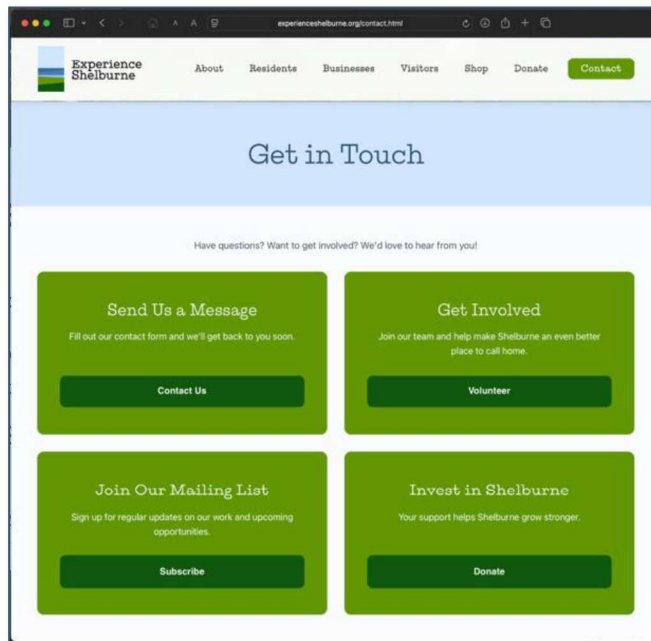 A A experienceshelburne.org/contact.html
Experience
Shelburne
About Residents Businesses Visitors Shop Donate Contact
Get in Touch
Have questions? Want to get involved? We'd love to hear from you!
Send Us a Message
Fill out our contact form and we'll get back to you soon.
Contact Us
Get Involved
Join our team and help make Shelburne an even better
place to call home.
Volunteer
Join Our Mailing List
Sign up for regular updates on our work and upcoming
opportunities.
Subscribe
Invest in Shelburne
Your support helps Shelburne grow stronger.
Donate